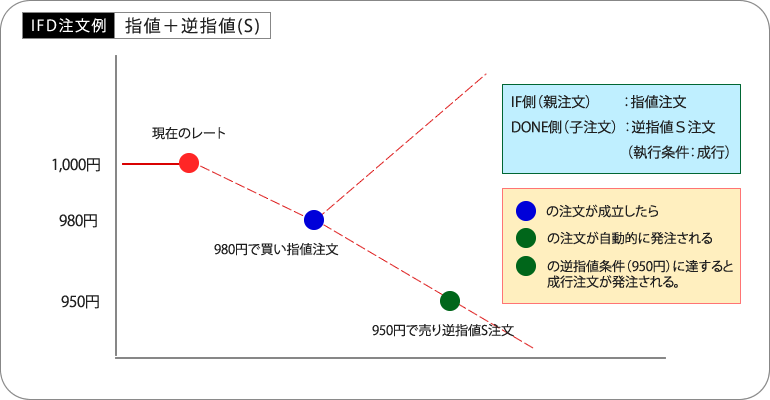 IFD注文例 指値＋逆指値(S)
現在のレート
1,000円
980円
980円で買い指値注文
950円
950円で売り逆指値S注文
IF側（親注文） ：指値注文
DONE側（子注文）：逆指値Ｓ注文
（執行条件：成行）
の注文が成立したら
の注文が自動的に発注される
の逆指値条件（950円）に達すると
成行注文が発注される。